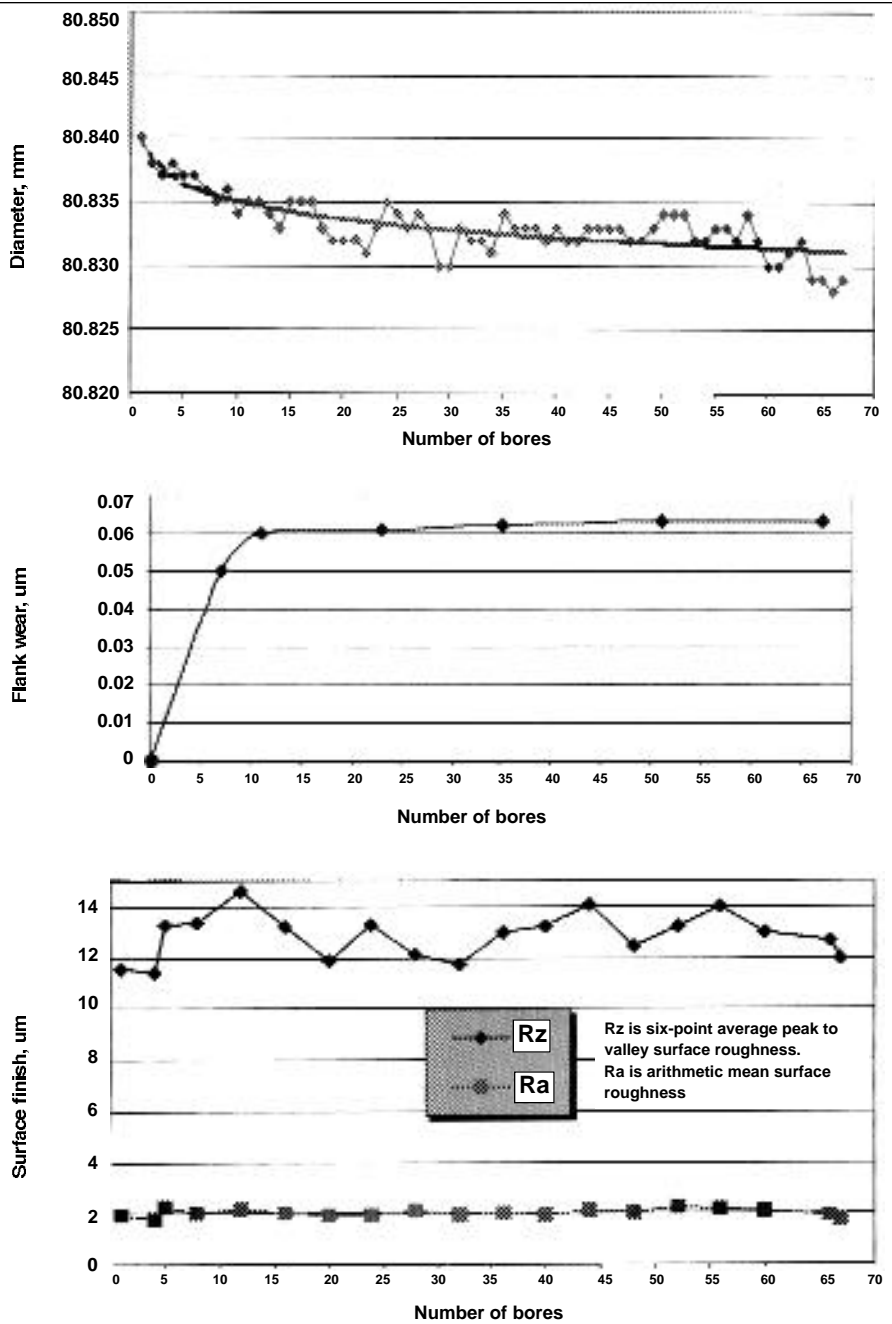 80.850
80.845
80.840
80.835
80.830
80.825
80.820
Diameter, mm
0 5 10 15 20 25 30 35 40 45 50 55 60 65 70
Number of bores
0.07
0.06
0.05
0.04
0.03
0.02
0.01
0
Flank wear, um
0 5 10 15 20 25 30 35 40 45 50 55 60 65 70
Number of bores
14
12
10
8
6
4
2
0
Surface finish, um
Rz
Ra
Rz is six-point average peak to
valley surface roughness.
Ra is arithmetic mean surface
roughness
0 5 10 15 20 25 30 35 40 45 50 55 60 65 70
Number of bores